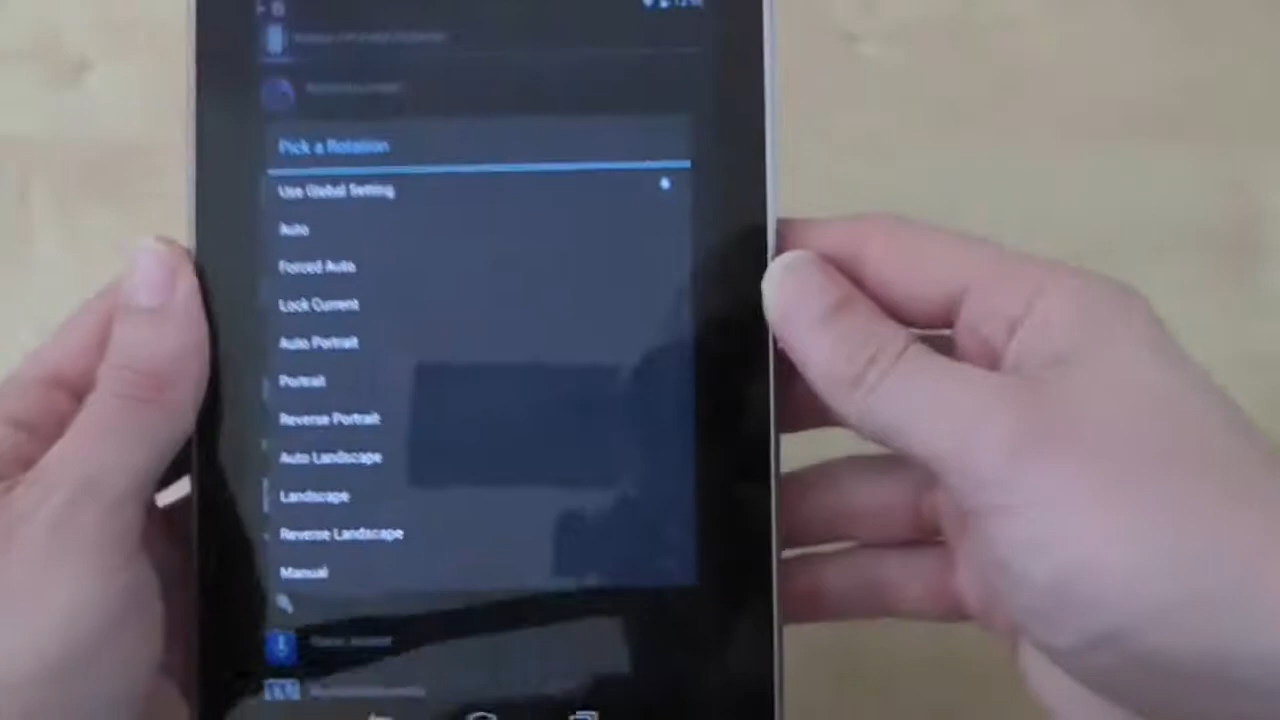 Pick a Rotation
Use Global Setting
Auto
Forced Auto
Lock Current
Auto Portrait
Portrait
Reverse Portrait
Auto Landscape
Landscape
Reverse Landscape
Manual